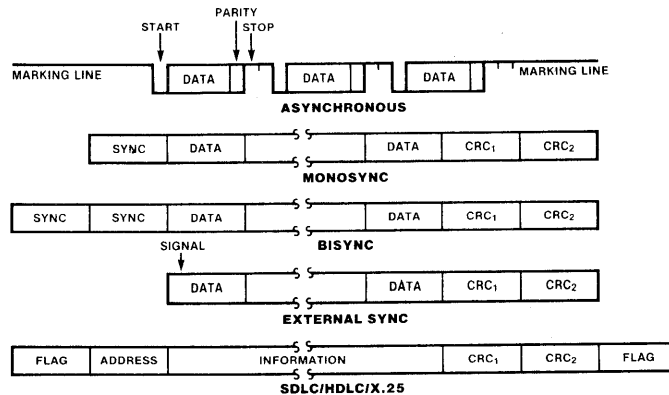 PARITY
START STOP
MARKING LINE DATA DATA DATA MARKING LINE
ASYNCHRONOUS
SYNC DATA DATA CRC1 CRC2
MONOSYNC
SYNC SYNC DATA DATA CRC1 CRC2
BISYNC
SIGNAL
DATA DATA CRC1 CRC2
EXTERNAL SYNC
FLAG ADDRESS INFORMATION CRC1 CRC2 FLAG
SDLC/HDLC/X.25